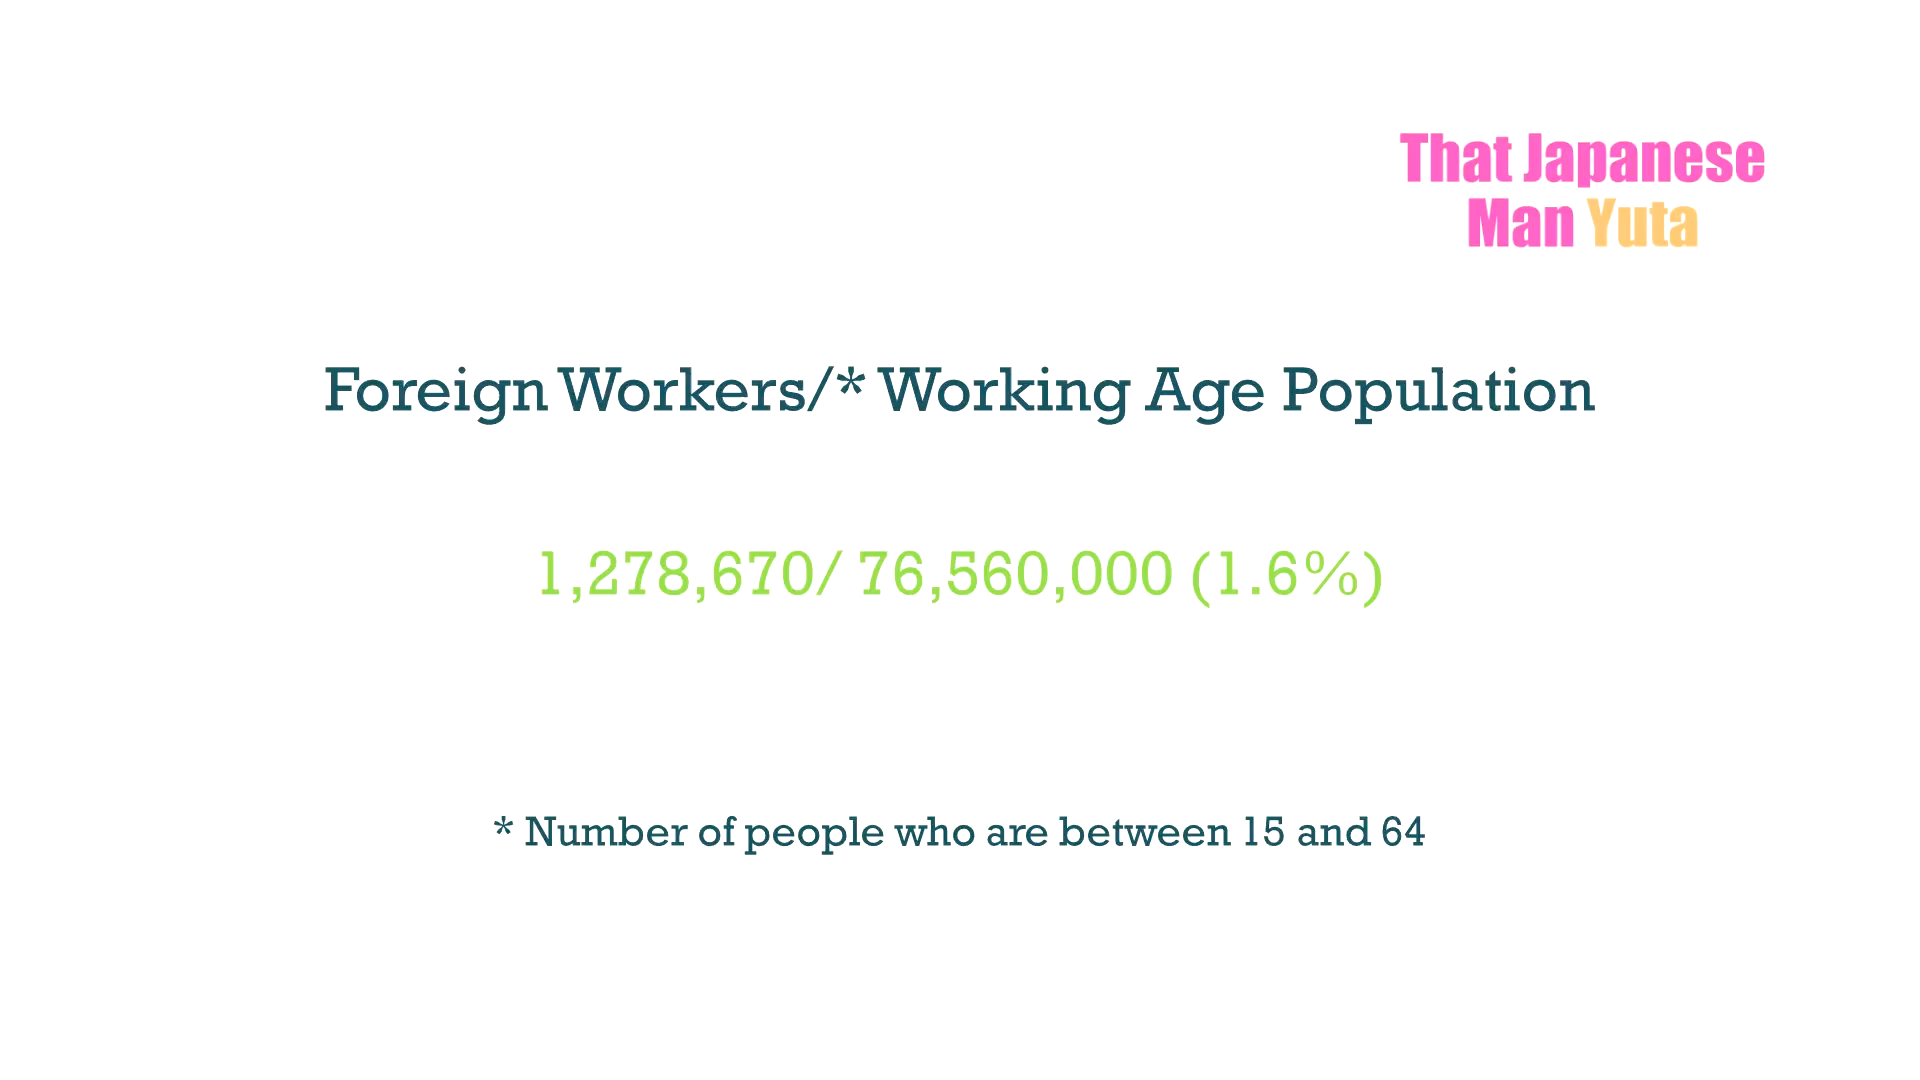 That Japanese
Man Yuta
Foreign Workers/* Working Age Population
1,278,670/ 76,560,000 (1.6%)
* Number of people who are between 15 and 64